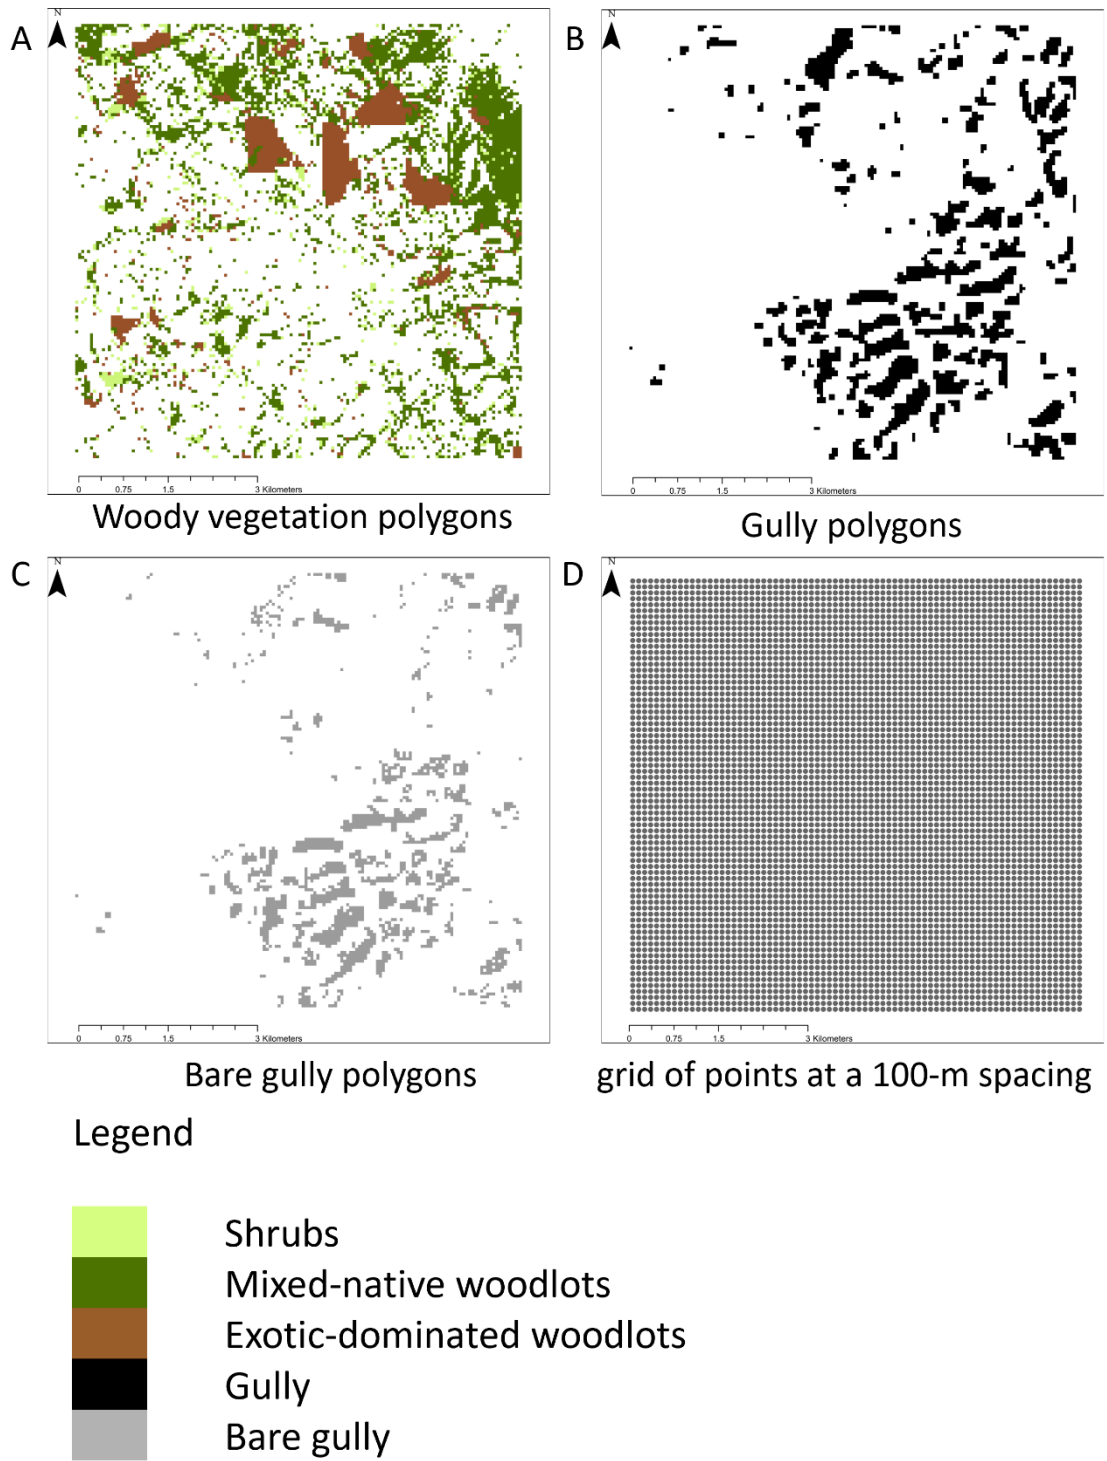 A
N
0 0.75 1.5 3 Kilometers
Woody vegetation polygons
B
N
0 0.75 1.5 3 Kilometers
Gully polygons
C
N
0 0.75 1.5 3 Kilometers
Bare gully polygons
D
N
0 0.75 1.5 3 Kilometers
grid of points at a 100-m spacing
Legend
Shrubs
Mixed-native woodlots
Exotic-dominated woodlots
Gully
Bare gully